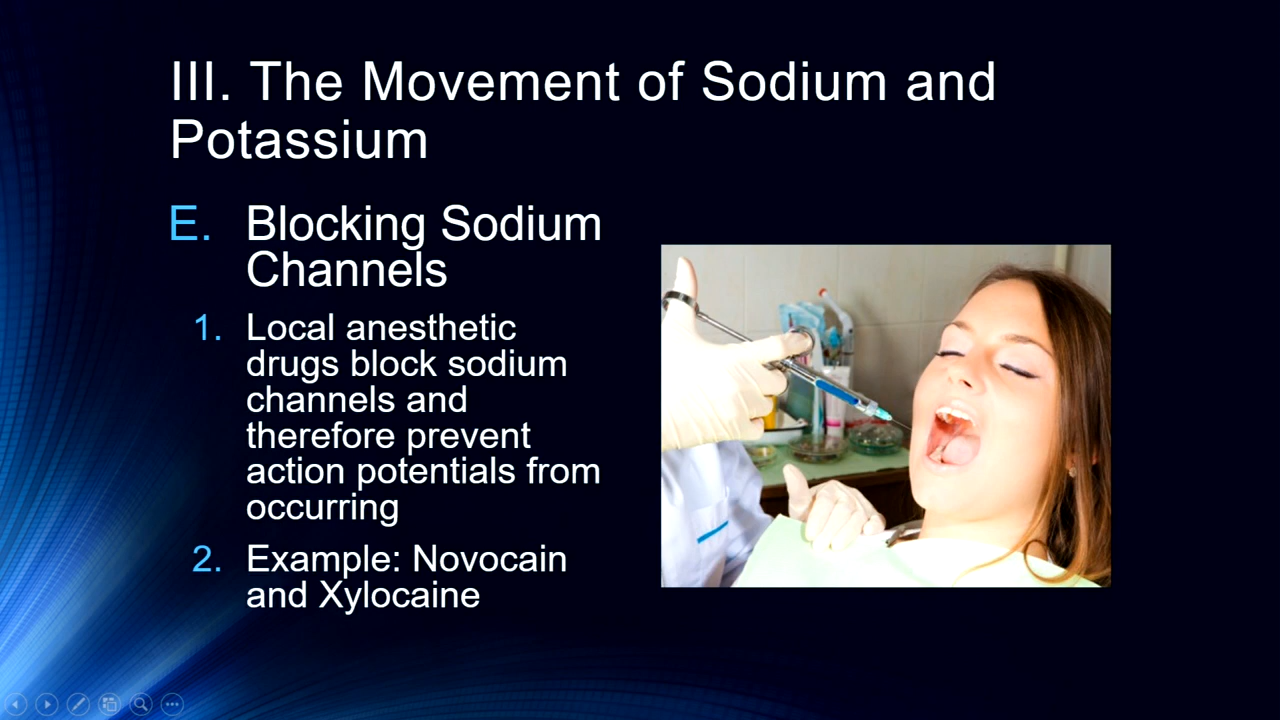 III. The Movement of Sodium and
Potassium
E. Blocking Sodium
Channels
1. Local anesthetic
drugs block sodium
channels and
therefore prevent
action potentials from
occurring
2. Example: Novocain
and Xylocaine